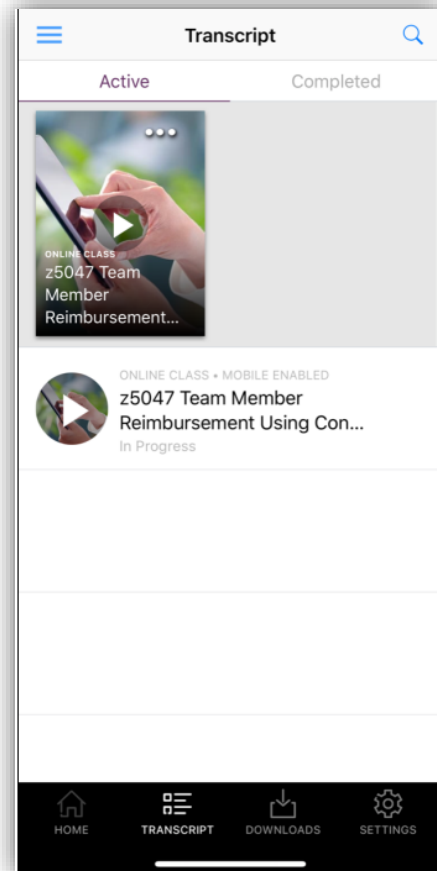 Transcript
Active
Completed
ONLINE CLASS
z5047 Team
Member
Reimbursement...
ONLINE CLASS • MOBILE ENABLED
z5047 Team Member
Reimbursement Using Con...
In Progress
HOME
TRANSCRIPT
DOWNLOADS
SETTINGS